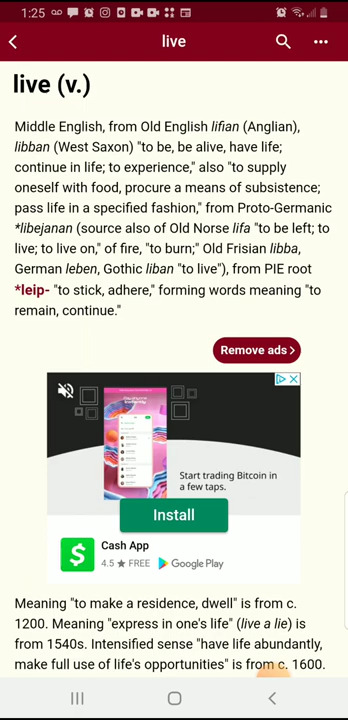 1:25
live
live (v.)
Middle English, from Old English lifian (Anglian),
libban (West Saxon) "to be, be alive, have life;
continue in life; to experience," also "to supply
oneself with food, procure a means of subsistence;
pass life in a specified fashion," from Proto-Germanic
*libejanan (source also of Old Norse lifa "to be left; to
live; to live on," of fire, "to burn;" Old Frisian libba,
German leben, Gothic liban "to live"), from PIE root
*leip- "to stick, adhere," forming words meaning "to
remain, continue."
Remove ads
Start trading Bitcoin in
a few taps.
Install
Cash App
4.5 ★ FREE Google Play
Meaning "to make a residence, dwell" is from c.
1200. Meaning "express in one's life" (live a lie) is
from 1540s. Intensified sense "have life abundantly,
make full use of life's opportunities" is from c. 1600.